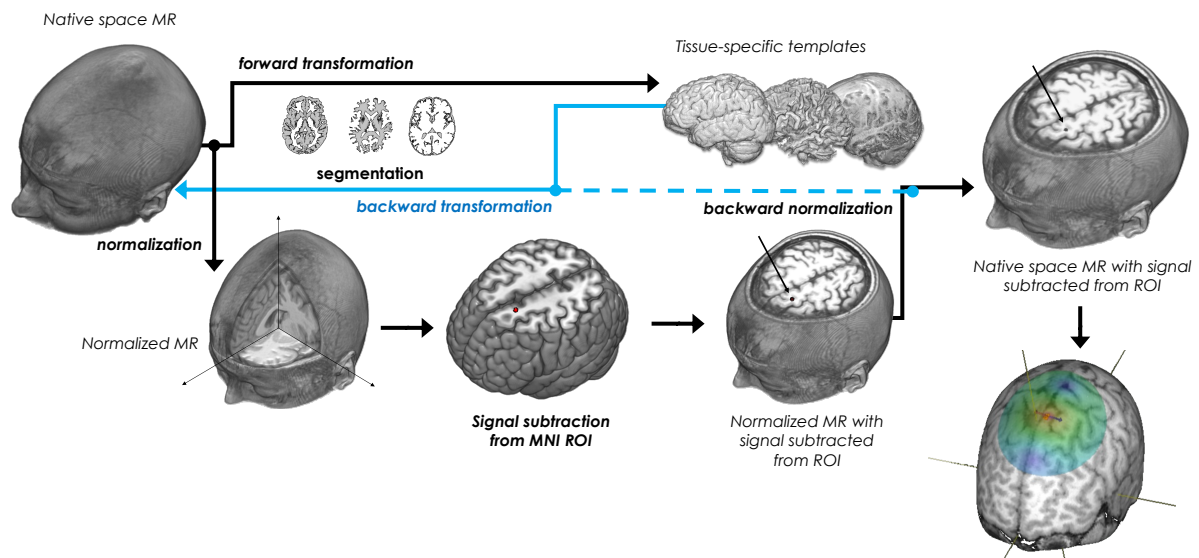 Native space MR
Tissue-specific templates
forward transformation
segmentation
backward transformation
backward normalization
normalization
Native space MR with signal
subtracted from ROI
Normalized MR
Signal subtraction
from MNI ROI
Normalized MR with
signal subtracted
from ROI